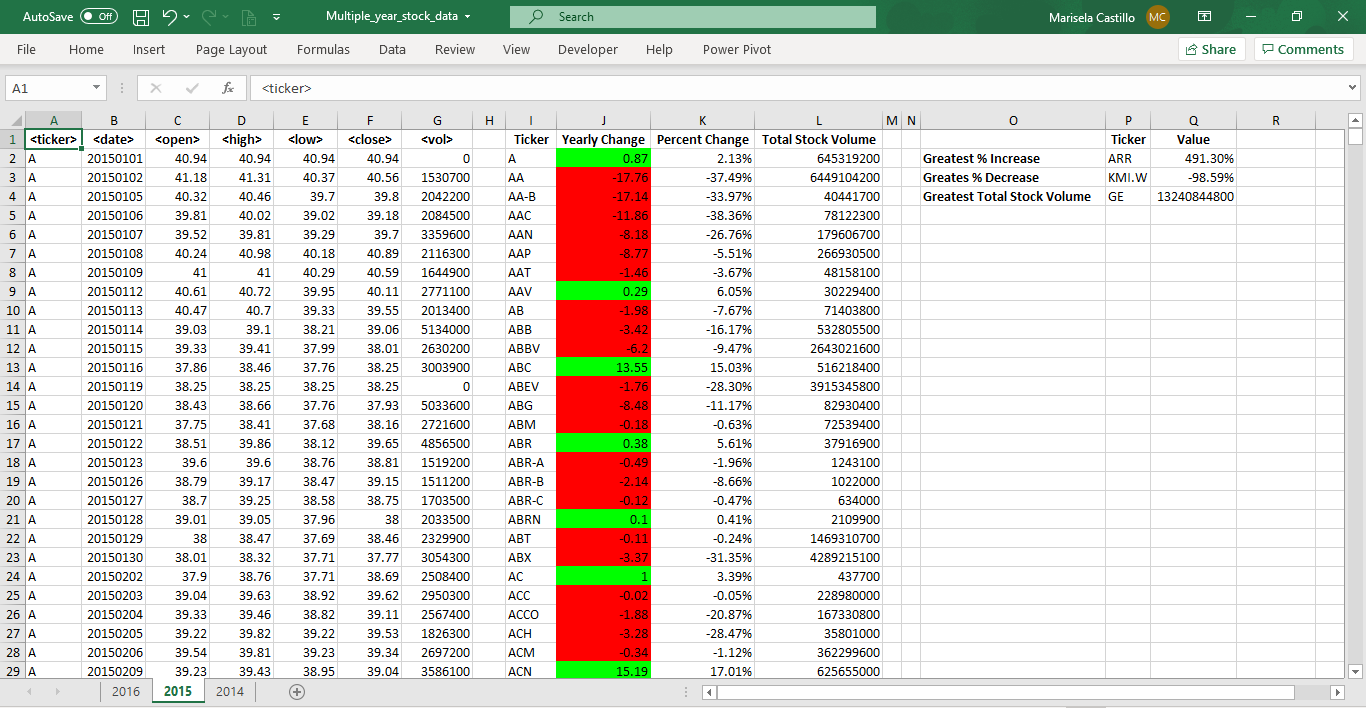 AutoSave Off Multiple_year_stock_data Search Marisela Castillo MC
File Home Insert Page Layout Formulas Data Review View Developer Help Power Pivot Share Comments
A1 fx <ticker>
A B C D E F G H I J K L M N O P Q R
1 <ticker> <date> <open> <high> <low> <close> <vol> Ticker Yearly Change Percent Change Total Stock Volume Ticker Value
2 A 20150101 40.94 40.94 40.94 40.94 0 A 0.87 2.13% 645319200 Greatest % Increase ARR 491.30%
3 A 20150102 41.18 41.31 40.37 40.56 1530700 AA -17.76 -37.49% 6449104200 Greates % Decrease KMI.W -98.59%
4 A 20150105 40.32 40.46 39.7 39.8 2042200 AA-B -17.14 -33.97% 40441700 Greatest Total Stock Volume GE 13240844800
5 A 20150106 39.81 40.02 39.02 39.18 2084500 AAC -11.86 -38.36% 78122300
6 A 20150107 39.52 39.81 39.29 39.7 3359600 AAN -8.18 -26.76% 179606700
7 A 20150108 40.24 40.98 40.18 40.89 2116300 AAP -8.77 -5.51% 266930500
8 A 20150109 41 41 40.29 40.59 1644900 AAT -1.46 -3.67% 48158100
9 A 20150112 40.61 40.72 39.95 40.11 2771100 AAV 0.29 6.05% 30229400
10 A 20150113 40.47 40.7 39.33 39.55 2013400 AB -1.98 -7.67% 71403800
11 A 20150114 39.03 39.1 38.21 39.06 5134000 ABB -3.42 -16.17% 532805500
12 A 20150115 39.33 39.41 37.99 38.01 2630200 ABBV -6.2 -9.47% 2643021600
13 A 20150116 37.86 38.46 37.76 38.25 3003900 ABC 13.55 15.03% 516218400
14 A 20150119 38.25 38.25 38.25 38.25 0 ABEV -1.76 -28.30% 3915345800
15 A 20150120 38.43 38.66 37.76 37.93 5033600 ABG -8.48 -11.17% 82930400
16 A 20150121 37.75 38.41 37.68 38.16 2721600 ABM -0.18 -0.63% 72539400
17 A 20150122 38.51 39.86 38.12 39.65 4856500 ABR 0.38 5.61% 37916900
18 A 20150123 39.6 39.6 38.76 38.81 1519200 ABR-A -0.49 -1.96% 1243100
19 A 20150126 38.79 39.17 38.47 39.15 1511200 ABR-B -2.14 -8.66% 1022000
20 A 20150127 38.7 39.25 38.58 38.75 1703500 ABR-C -0.12 -0.47% 634000
21 A 20150128 39.01 39.05 37.96 38 2033500 ABRN 0.1 0.41% 2109900
22 A 20150129 38 38.47 37.69 38.46 2329900 ABT -0.11 -0.24% 1469310700
23 A 20150130 38.01 38.32 37.71 37.77 3054300 ABX -3.37 -31.35% 4289215100
24 A 20150202 37.9 38.76 37.71 38.69 2508400 AC 1 3.39% 437700
25 A 20150203 39.04 39.63 38.92 39.62 2950300 ACC -0.02 -0.05% 228980000
26 A 20150204 39.33 39.46 38.82 39.11 2567400 ACCO -1.88 -20.87% 167330800
27 A 20150205 39.22 39.82 39.22 39.53 1826300 ACH -3.28 -28.47% 35801000
28 A 20150206 39.54 39.81 39.23 39.34 2697200 ACM -0.34 -1.12% 362299600
29 A 20150209 39.23 39.43 38.95 39.04 3586100 ACN 15.19 17.01% 625655000
2016 2015 2014